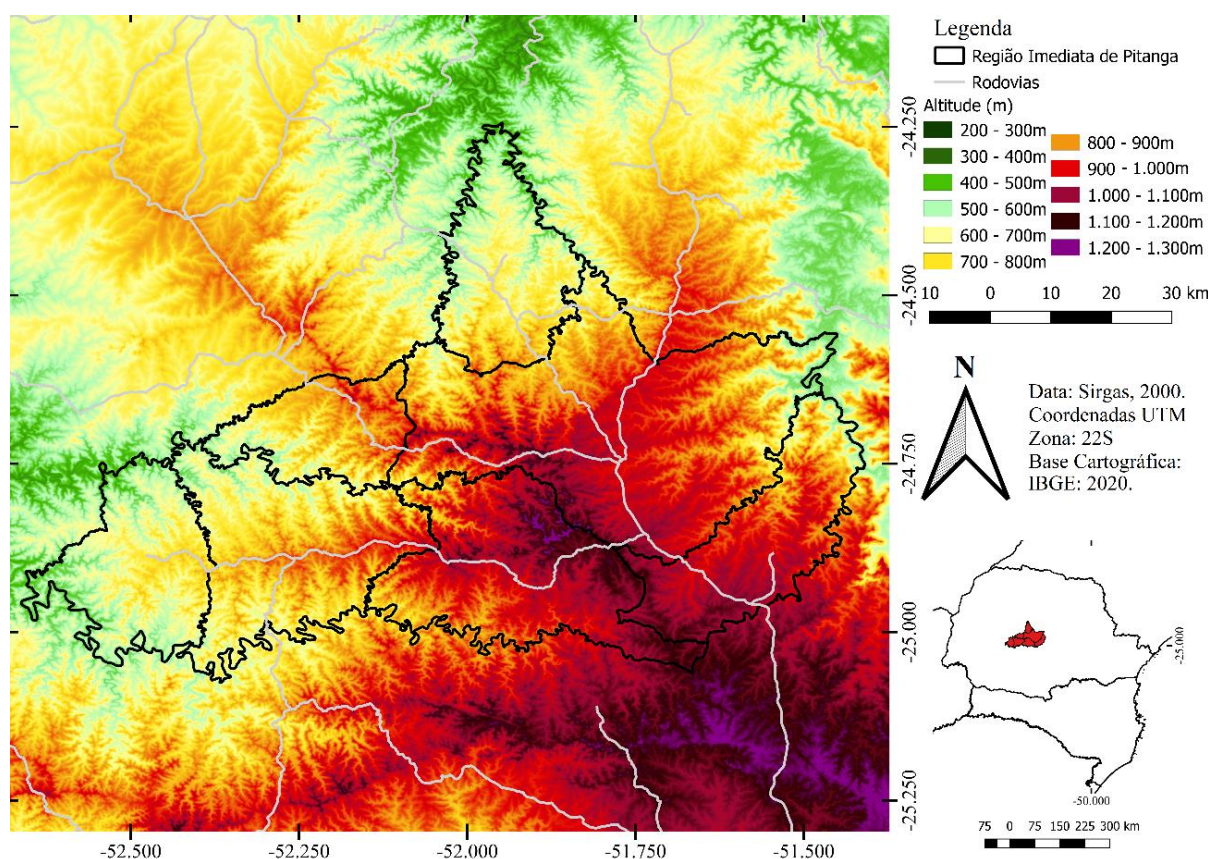 Legenda
Região Imediata de Pitanga
Rodovias
Altitude (m)
200 - 300m
300 - 400m
400 - 500m
500 - 600m
600 - 700m
700 - 800m
800 - 900m
900 - 1.000m
1.000 - 1.100m
1.100 - 1.200m
1.200 - 1.300m
10 0 10 20 30 km
N
Data: Sirgas, 2000.
Coordenadas UTM
Zona: 22S
Base Cartográfica:
IBGE: 2020.
-24.250
-24.500
-24.750
-25.000
-25.250
-52.500 -52.250 -52.000 -51.750 -51.500
-25.000
-50.000
75 0 75 150 225 300 km